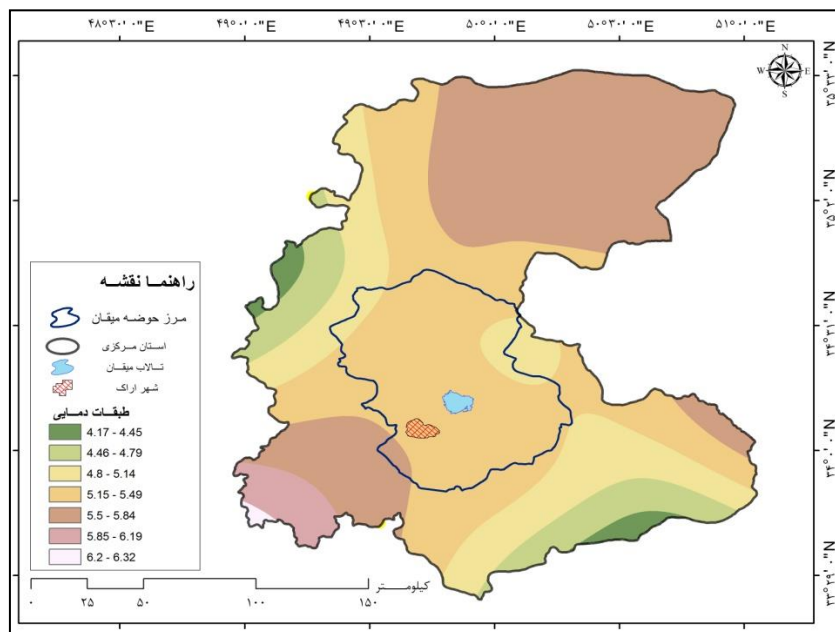 ۴۸°۳۰'۰"E ۴۹°۰'۰"E ۴۹°۳۰'۰"E ۵۰°۰'۰"E ۵۰°۳۰'۰"E ۵۱°۰'۰"E
N
W E
S
راهنما نقشه
مرز حوضه میقان
استان مرکزی
تالاب میقان
شهر اراک
طبقات دمایی
4.17 - 4.45
4.46 - 4.79
4.8 - 5.14
5.15 - 5.49
5.5 - 5.84
5.85 - 6.19
6.2 - 6.32
کیلومتر
۰ ۲۵ ۵۰ ۱۰۰ ۱۵۰